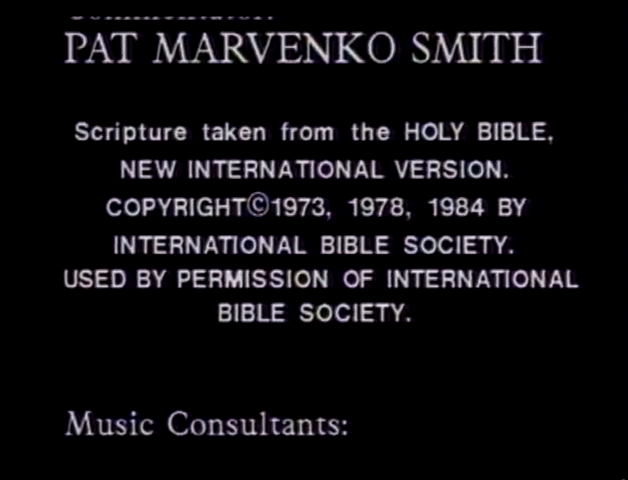 PAT MARVENKO SMITH
Scripture taken from the HOLY BIBLE,
NEW INTERNATIONAL VERSION.
COPYRIGHT©1973, 1978, 1984 BY
INTERNATIONAL BIBLE SOCIETY.
USED BY PERMISSION OF INTERNATIONAL
BIBLE SOCIETY.
Music Consultants: